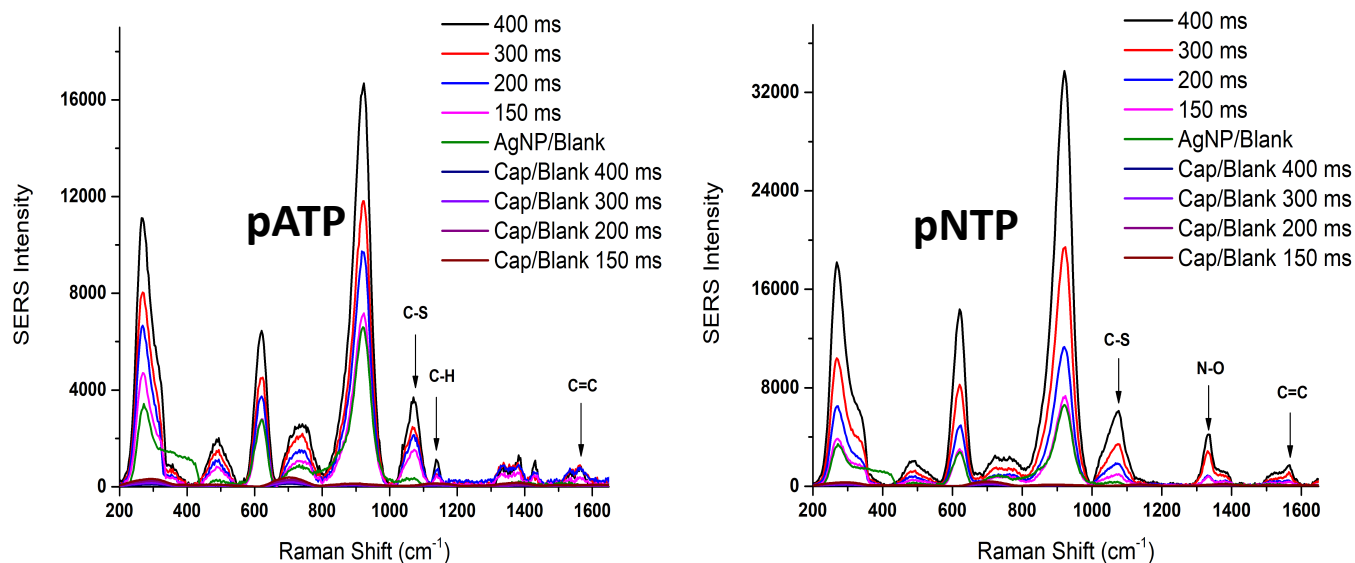 400 ms
300 ms
200 ms
150 ms
AgNP/Blank
Cap/Blank 400 ms
Cap/Blank 300 ms
Cap/Blank 200 ms
Cap/Blank 150 ms
pATP
SERS Intensity
16000
12000
8000
4000
0
C-S
C-H
C=C
200 400 600 800 1000 1200 1400 1600
Raman Shift (cm⁻¹)
400 ms
300 ms
200 ms
150 ms
AgNP/Blank
Cap/Blank 400 ms
Cap/Blank 300 ms
Cap/Blank 200 ms
Cap/Blank 150 ms
pNTP
SERS Intensity
32000
24000
16000
8000
0
C-S
N-O
C=C
200 400 600 800 1000 1200 1400 1600
Raman Shift (cm⁻¹)